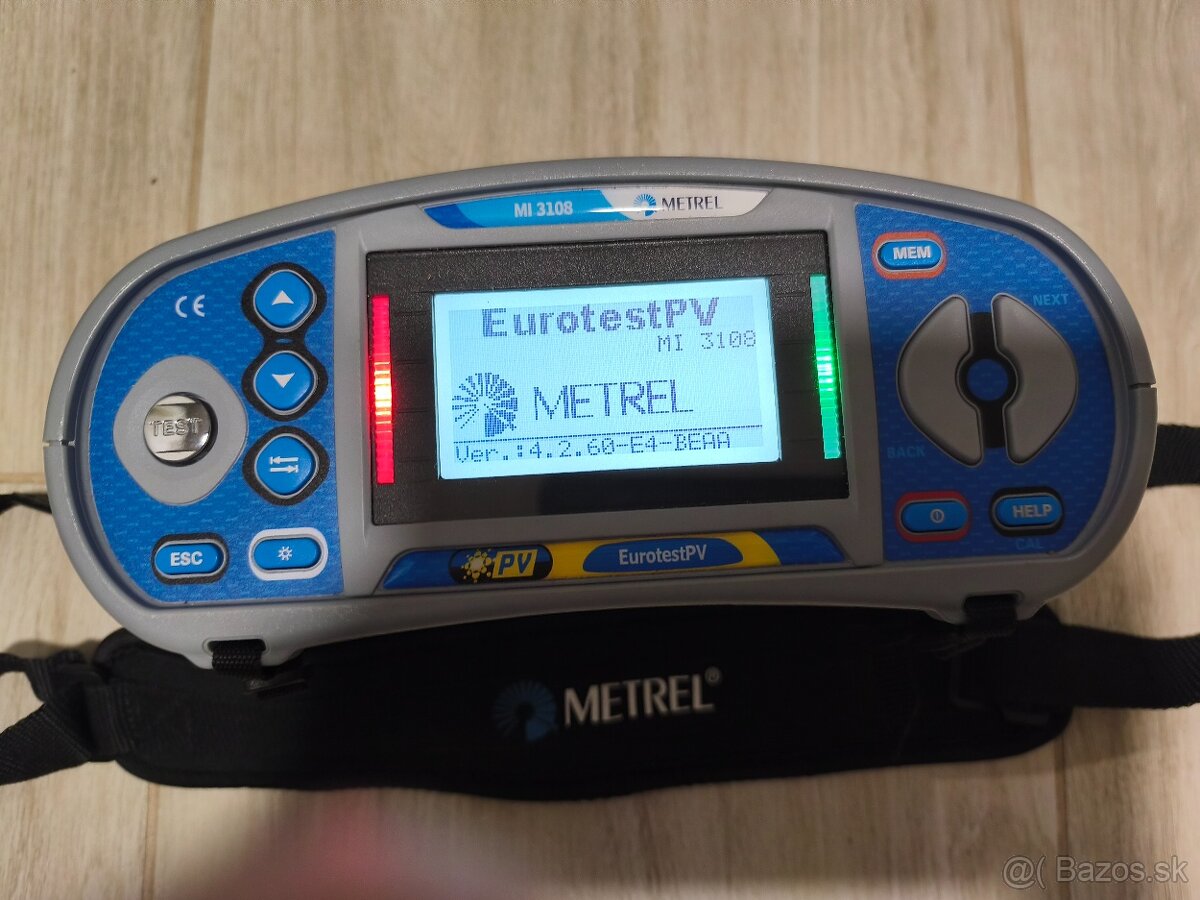 MI 3108 METREL
CE
MEM
NEXT
EurotestPV
MI 3108
METREL
Ver.:4.2.60-E4-BEAA
TEST
BACK
HELP
CAL
ESC
PV EurotestPV
METREL®
@( Bazos.sk